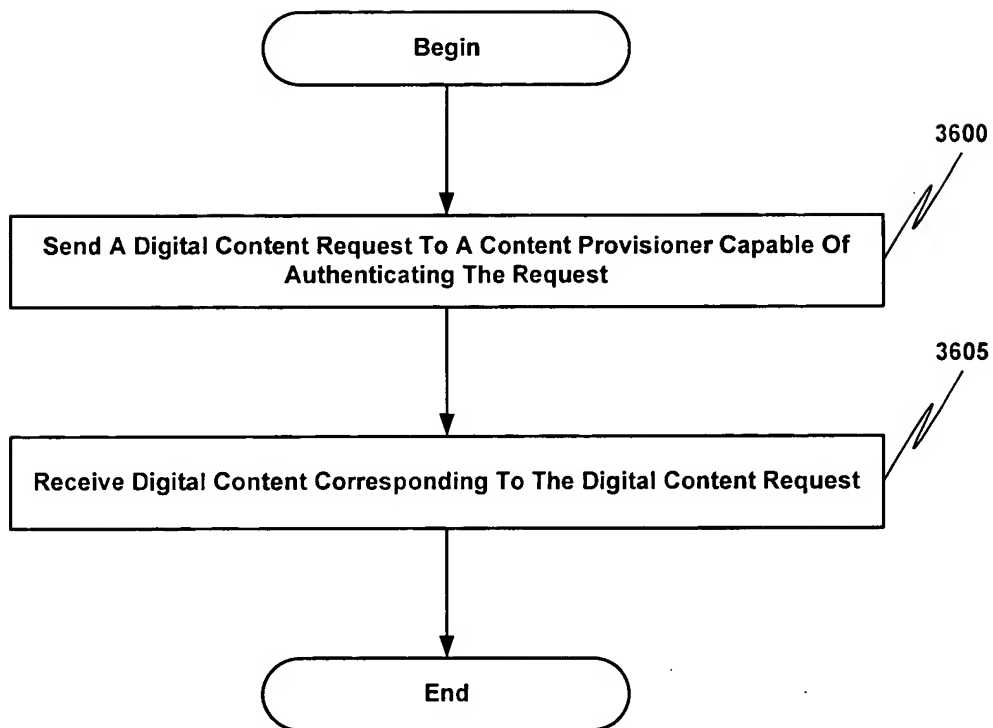 Begin
3600
Send A Digital Content Request To A Content Provisioner Capable Of
Authenticating The Request
3605
Receive Digital Content Corresponding To The Digital Content Request
End